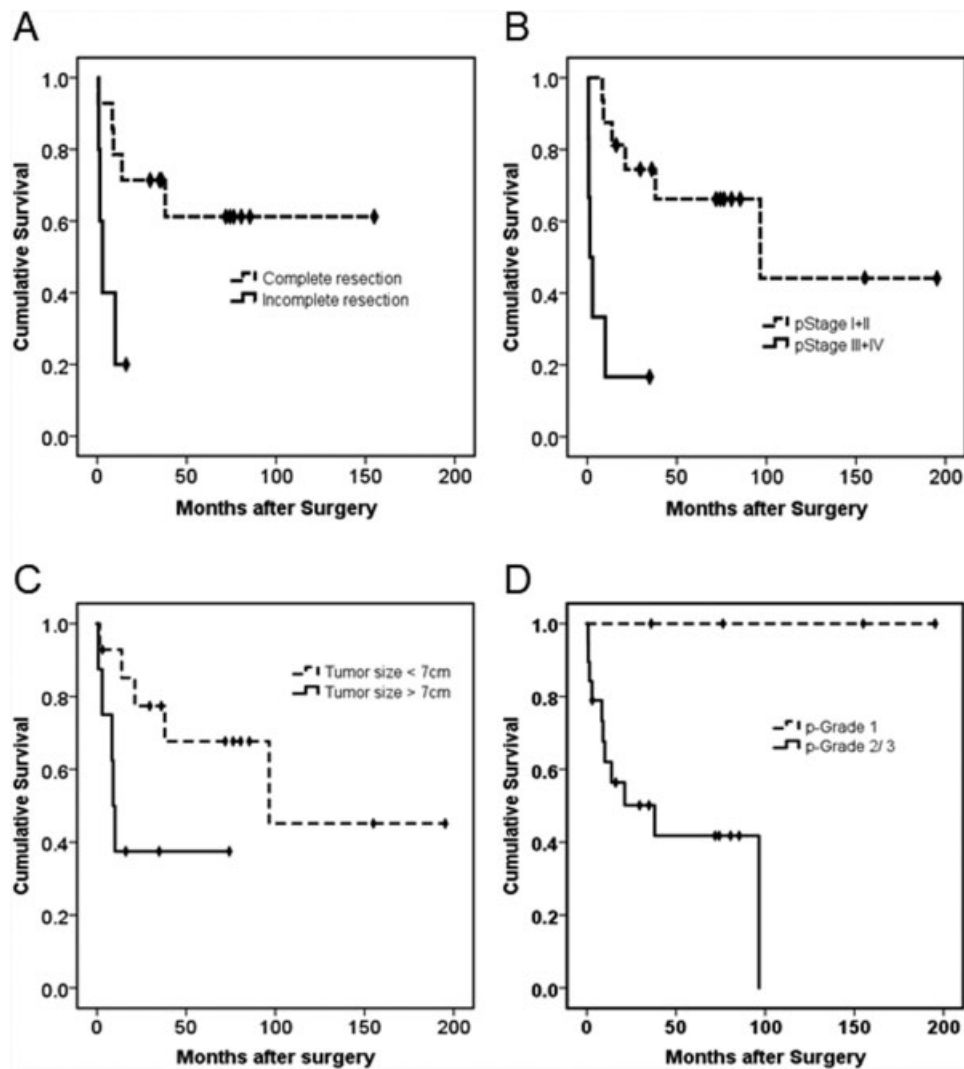 A
Cumulative Survival
1.0
0.8
0.6
0.4
0.2
0.0
Complete resection
Incomplete resection
0 50 100 150 200
Months after Surgery
B
Cumulative Survival
1.0
0.8
0.6
0.4
0.2
0.0
pStage I+II
pStage III+IV
0 50 100 150 200
Months after Surgery
C
Cumulative Survival
1.0
0.8
0.6
0.4
0.2
0.0
Tumor size < 7cm
Tumor size > 7cm
0 50 100 150 200
Months after surgery
D
Cumulative Survival
1.0
0.8
0.6
0.4
0.2
0.0
p-Grade 1
p-Grade 2/ 3
0 50 100 150 200
Months after Surgery